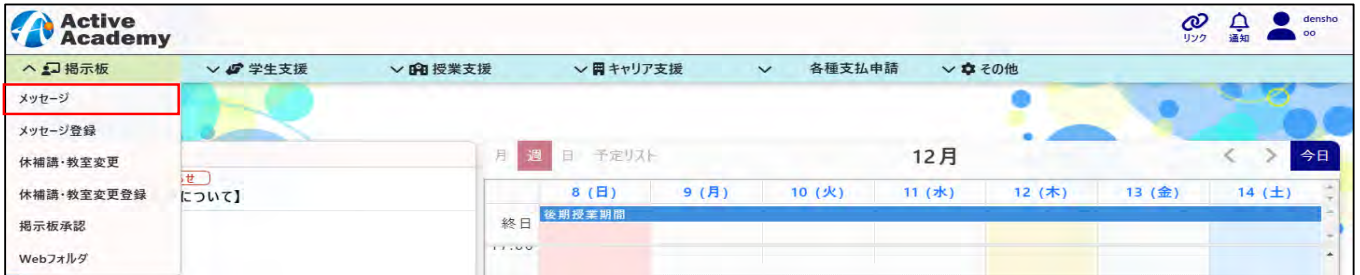 Active
Academy
リンク 通知 densho
oo
掲示板 学生支援 授業支援 キャリア支援 各種支払申請 その他
メッセージ
メッセージ登録
休補講・教室変更
休補講・教室変更登録
掲示板承認
Webフォルダ
せ
について】
月 週 日 予定リスト 12月 < > 今日
8 (日) 9 (月) 10 (火) 11 (水) 12 (木) 13 (金) 14 (土)
終日 後期授業期間